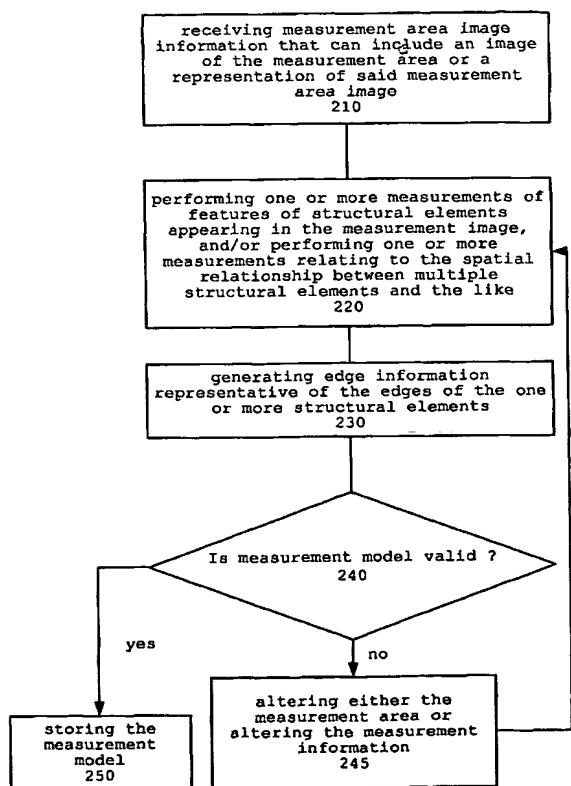 receiving measurement area image
information that can include an image
of the measurement area or a
representation of said measurement
area image
210
performing one or more measurements of
features of structural elements
appearing in the measurement image,
and/or performing one or more
measurements relating to the spatial
relationship between multiple
structural elements and the like
220
generating edge information
representative of the edges of the one
or more structural elements
230
Is measurement model valid ?
240
yes
no
storing the
measurement
model
250
altering either the
measurement area or
altering the measurement
information
245